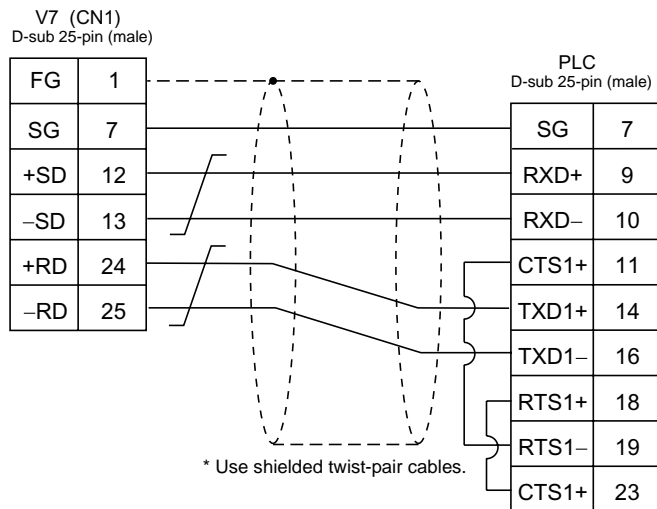 V7 (CN1)
D-sub 25-pin (male)
FG 1
SG 7
+SD 12
–SD 13
+RD 24
–RD 25
PLC
D-sub 25-pin (male)
SG 7
RXD+ 9
RXD– 10
CTS1+ 11
TXD1+ 14
TXD1– 16
RTS1+ 18
RTS1– 19
CTS1+ 23
* Use shielded twist-pair cables.